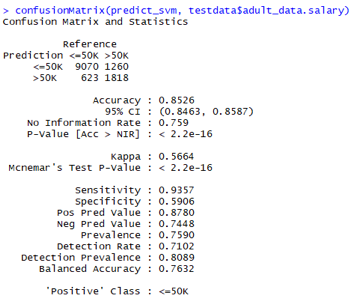 > confusionMatrix(predict_svm, testdata$adult_data.salary)
Confusion Matrix and Statistics
Reference
Prediction <=50K >50K
<=50K 9070 1260
>50K 623 1818
Accuracy : 0.8526
95% CI : (0.8463, 0.8587)
No Information Rate : 0.759
P-Value [Acc > NIR] : < 2.2e-16
Kappa : 0.5664
Mcnemar's Test P-Value : < 2.2e-16
Sensitivity : 0.9357
Specificity : 0.5906
Pos Pred Value : 0.8780
Neg Pred Value : 0.7448
Prevalence : 0.7590
Detection Rate : 0.7102
Detection Prevalence : 0.8089
Balanced Accuracy : 0.7632
'Positive' Class : <=50K